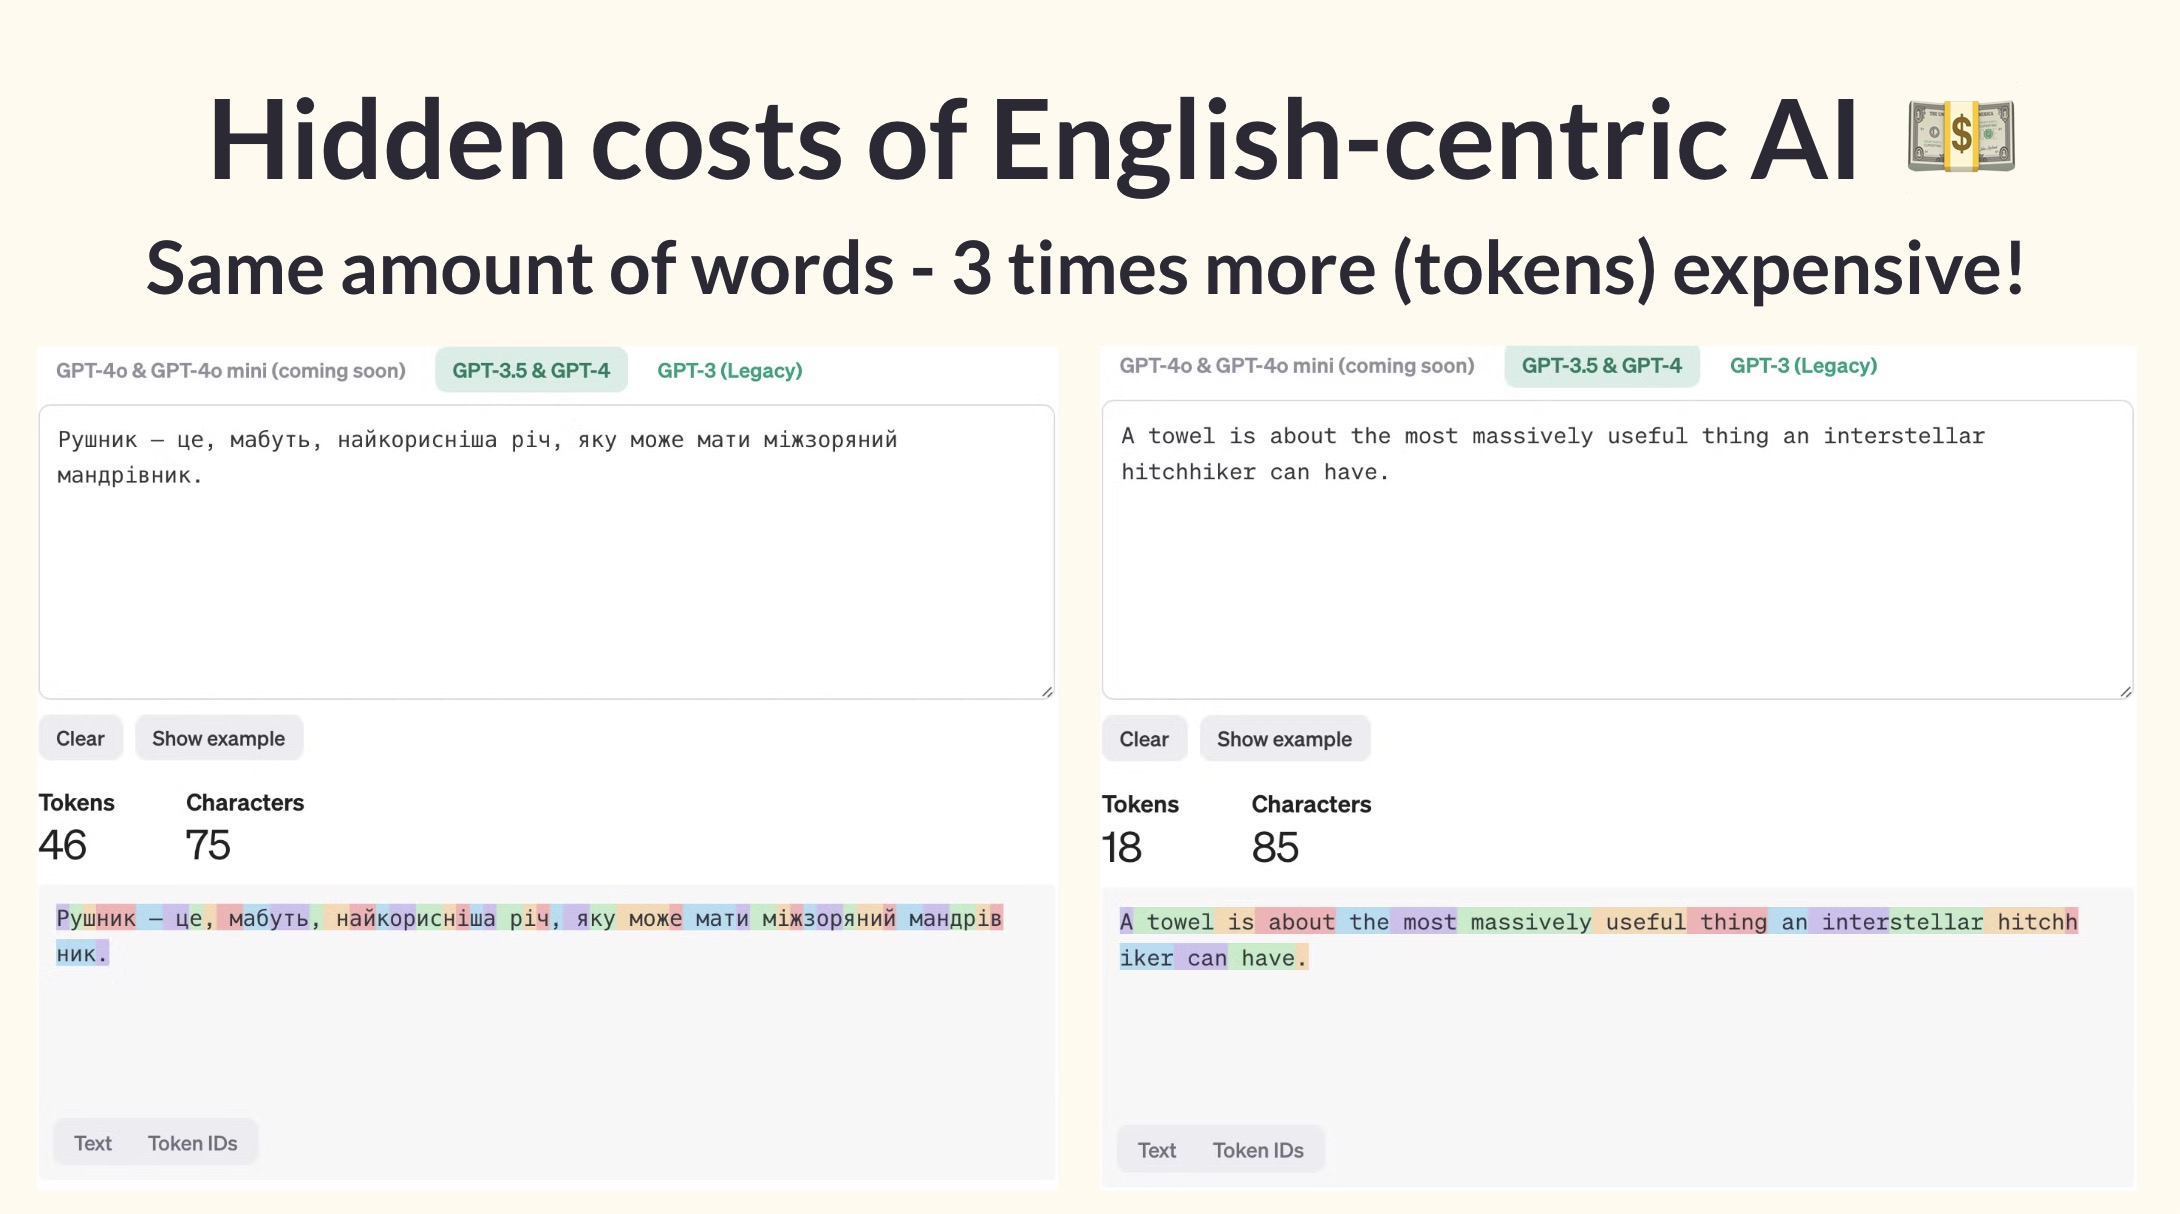 Hidden costs of English-centric AI 💵
Same amount of words - 3 times more (tokens) expensive!
GPT-4o & GPT-4o mini (coming soon) GPT-3.5 & GPT-4 GPT-3 (Legacy)
Рушник — це, мабуть, найкорисніша річ, яку може мати міжзоряний
мандрівник.
Clear Show example
Tokens Characters
46 75
Рушник — це, мабуть, найкорисніша річ, яку може мати міжзоряний мандрів
ник.
Text Token IDs
GPT-4o & GPT-4o mini (coming soon) GPT-3.5 & GPT-4 GPT-3 (Legacy)
A towel is about the most massively useful thing an interstellar
hitchhiker can have.
Clear Show example
Tokens Characters
18 85
A towel is about the most massively useful thing an interstellar hitchh
iker can have.
Text Token IDs